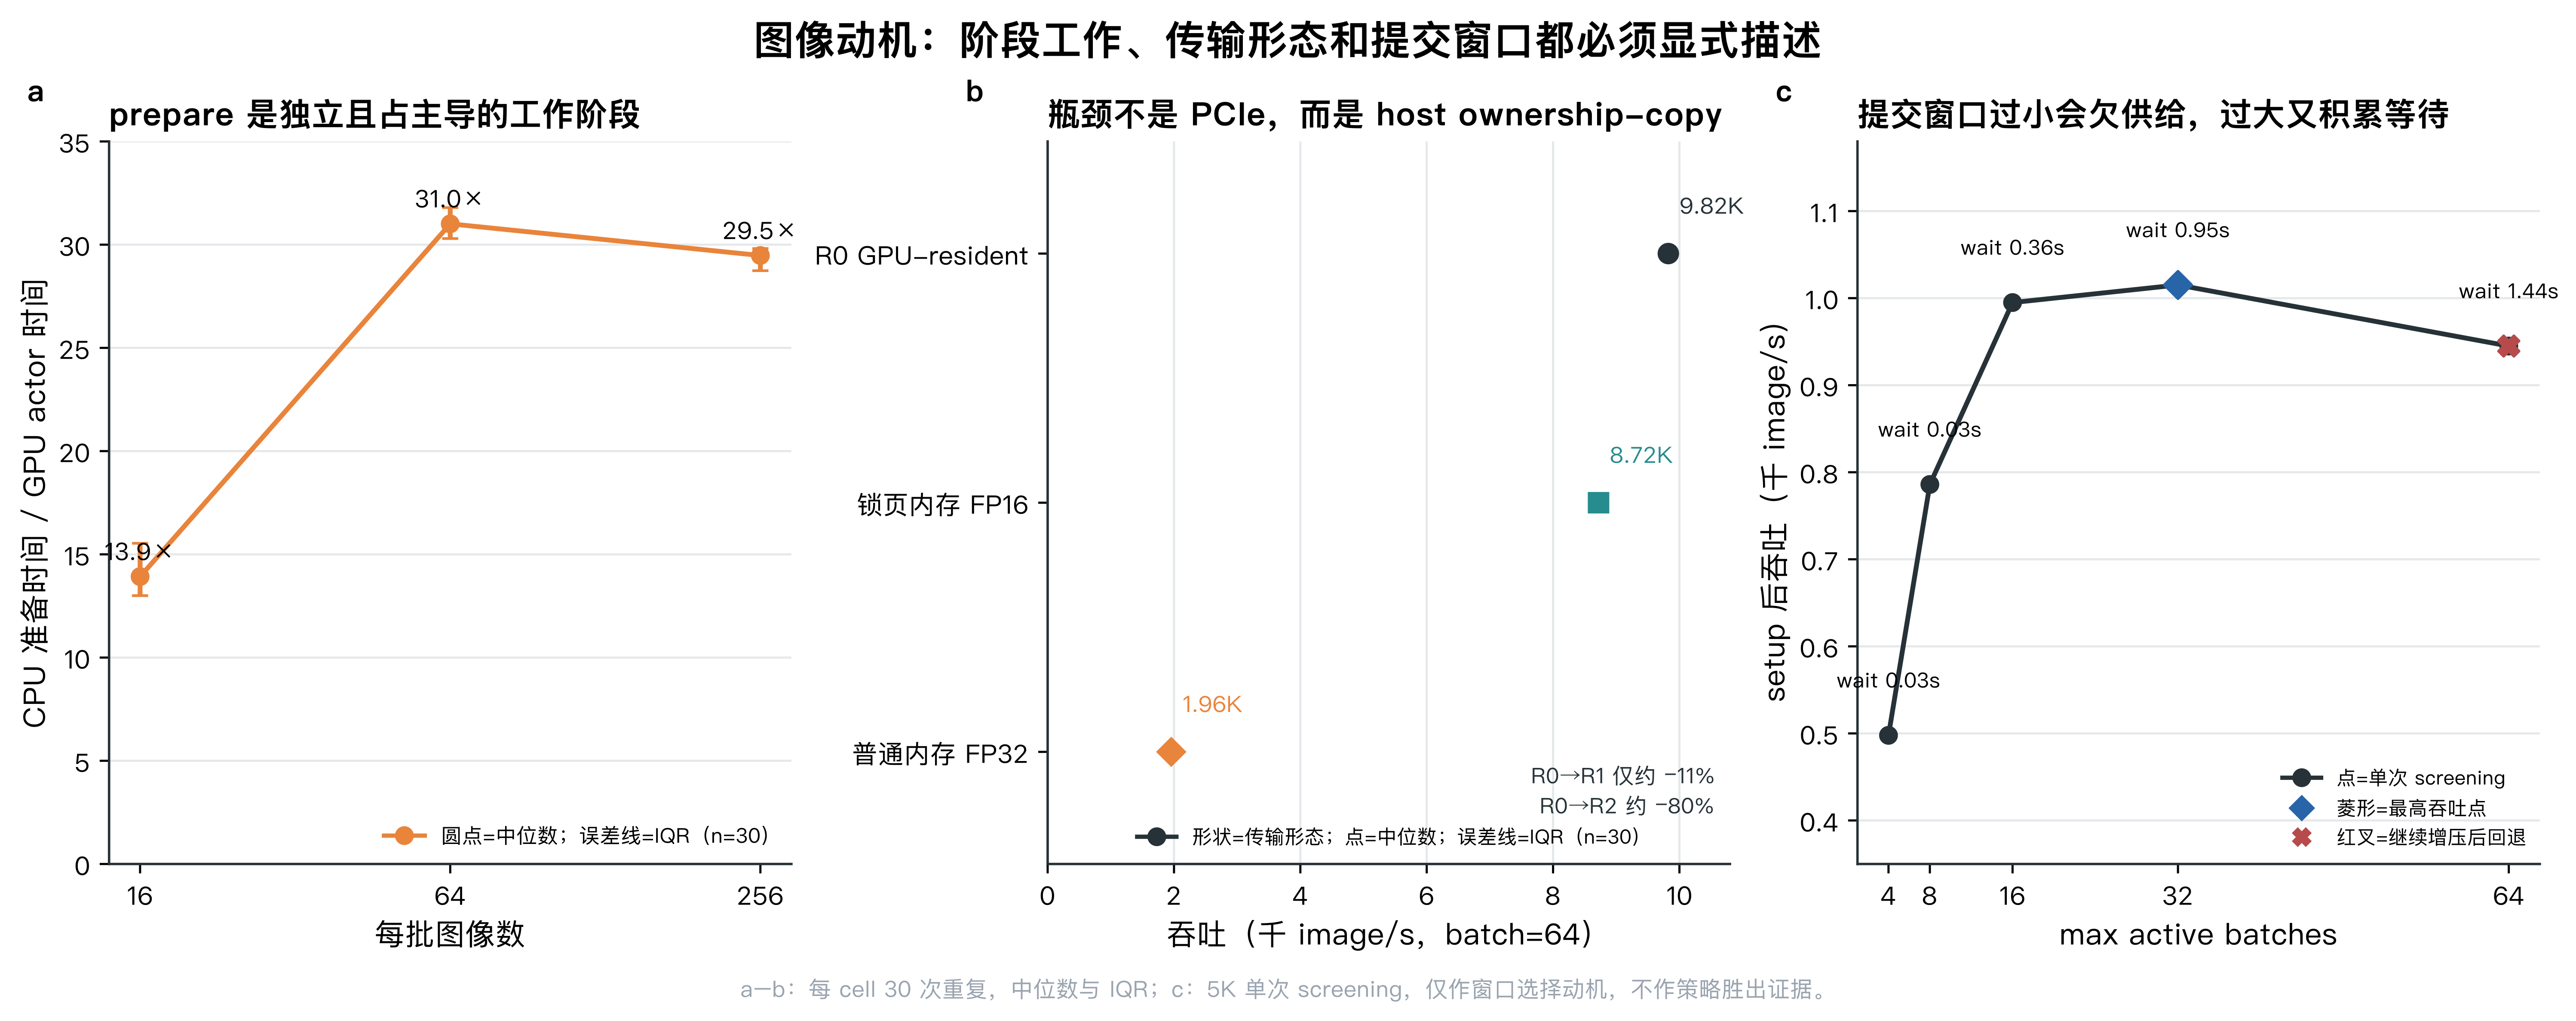 图像动机：阶段工作、传输形态和提交窗口都必须显式描述
a
prepare 是独立且占主导的工作阶段
CPU 准备时间 / GPU actor 时间
35
30
25
20
15
10
5
0
13.9×
31.0×
29.5×
圆点=中位数；误差线=IQR（n=30）
16
64
256
每批图像数
b
瓶颈不是 PCIe，而是 host ownership-copy
R0 GPU-resident
锁页内存 FP16
普通内存 FP32
9.82K
8.72K
1.96K
R0→R1 仅约 −11%
R0→R2 约 −80%
形状=传输形态；点=中位数；误差线=IQR（n=30）
0
2
4
6
8
10
吞吐（千 image/s，batch=64）
c
提交窗口过小会欠供给，过大又积累等待
setup 后吞吐（千 image/s）
1.1
1.0
0.9
0.8
0.7
0.6
0.5
0.4
wait 0.03s
wait 0.03s
wait 0.36s
wait 0.95s
wait 1.44s
点=单次 screening
菱形=最高吞吐点
红叉=继续增压后回退
4
8
16
32
64
max active batches
a–b：每 cell 30 次重复，中位数与 IQR；c：5K 单次 screening，仅作窗口选择动机，不作策略胜出证据。